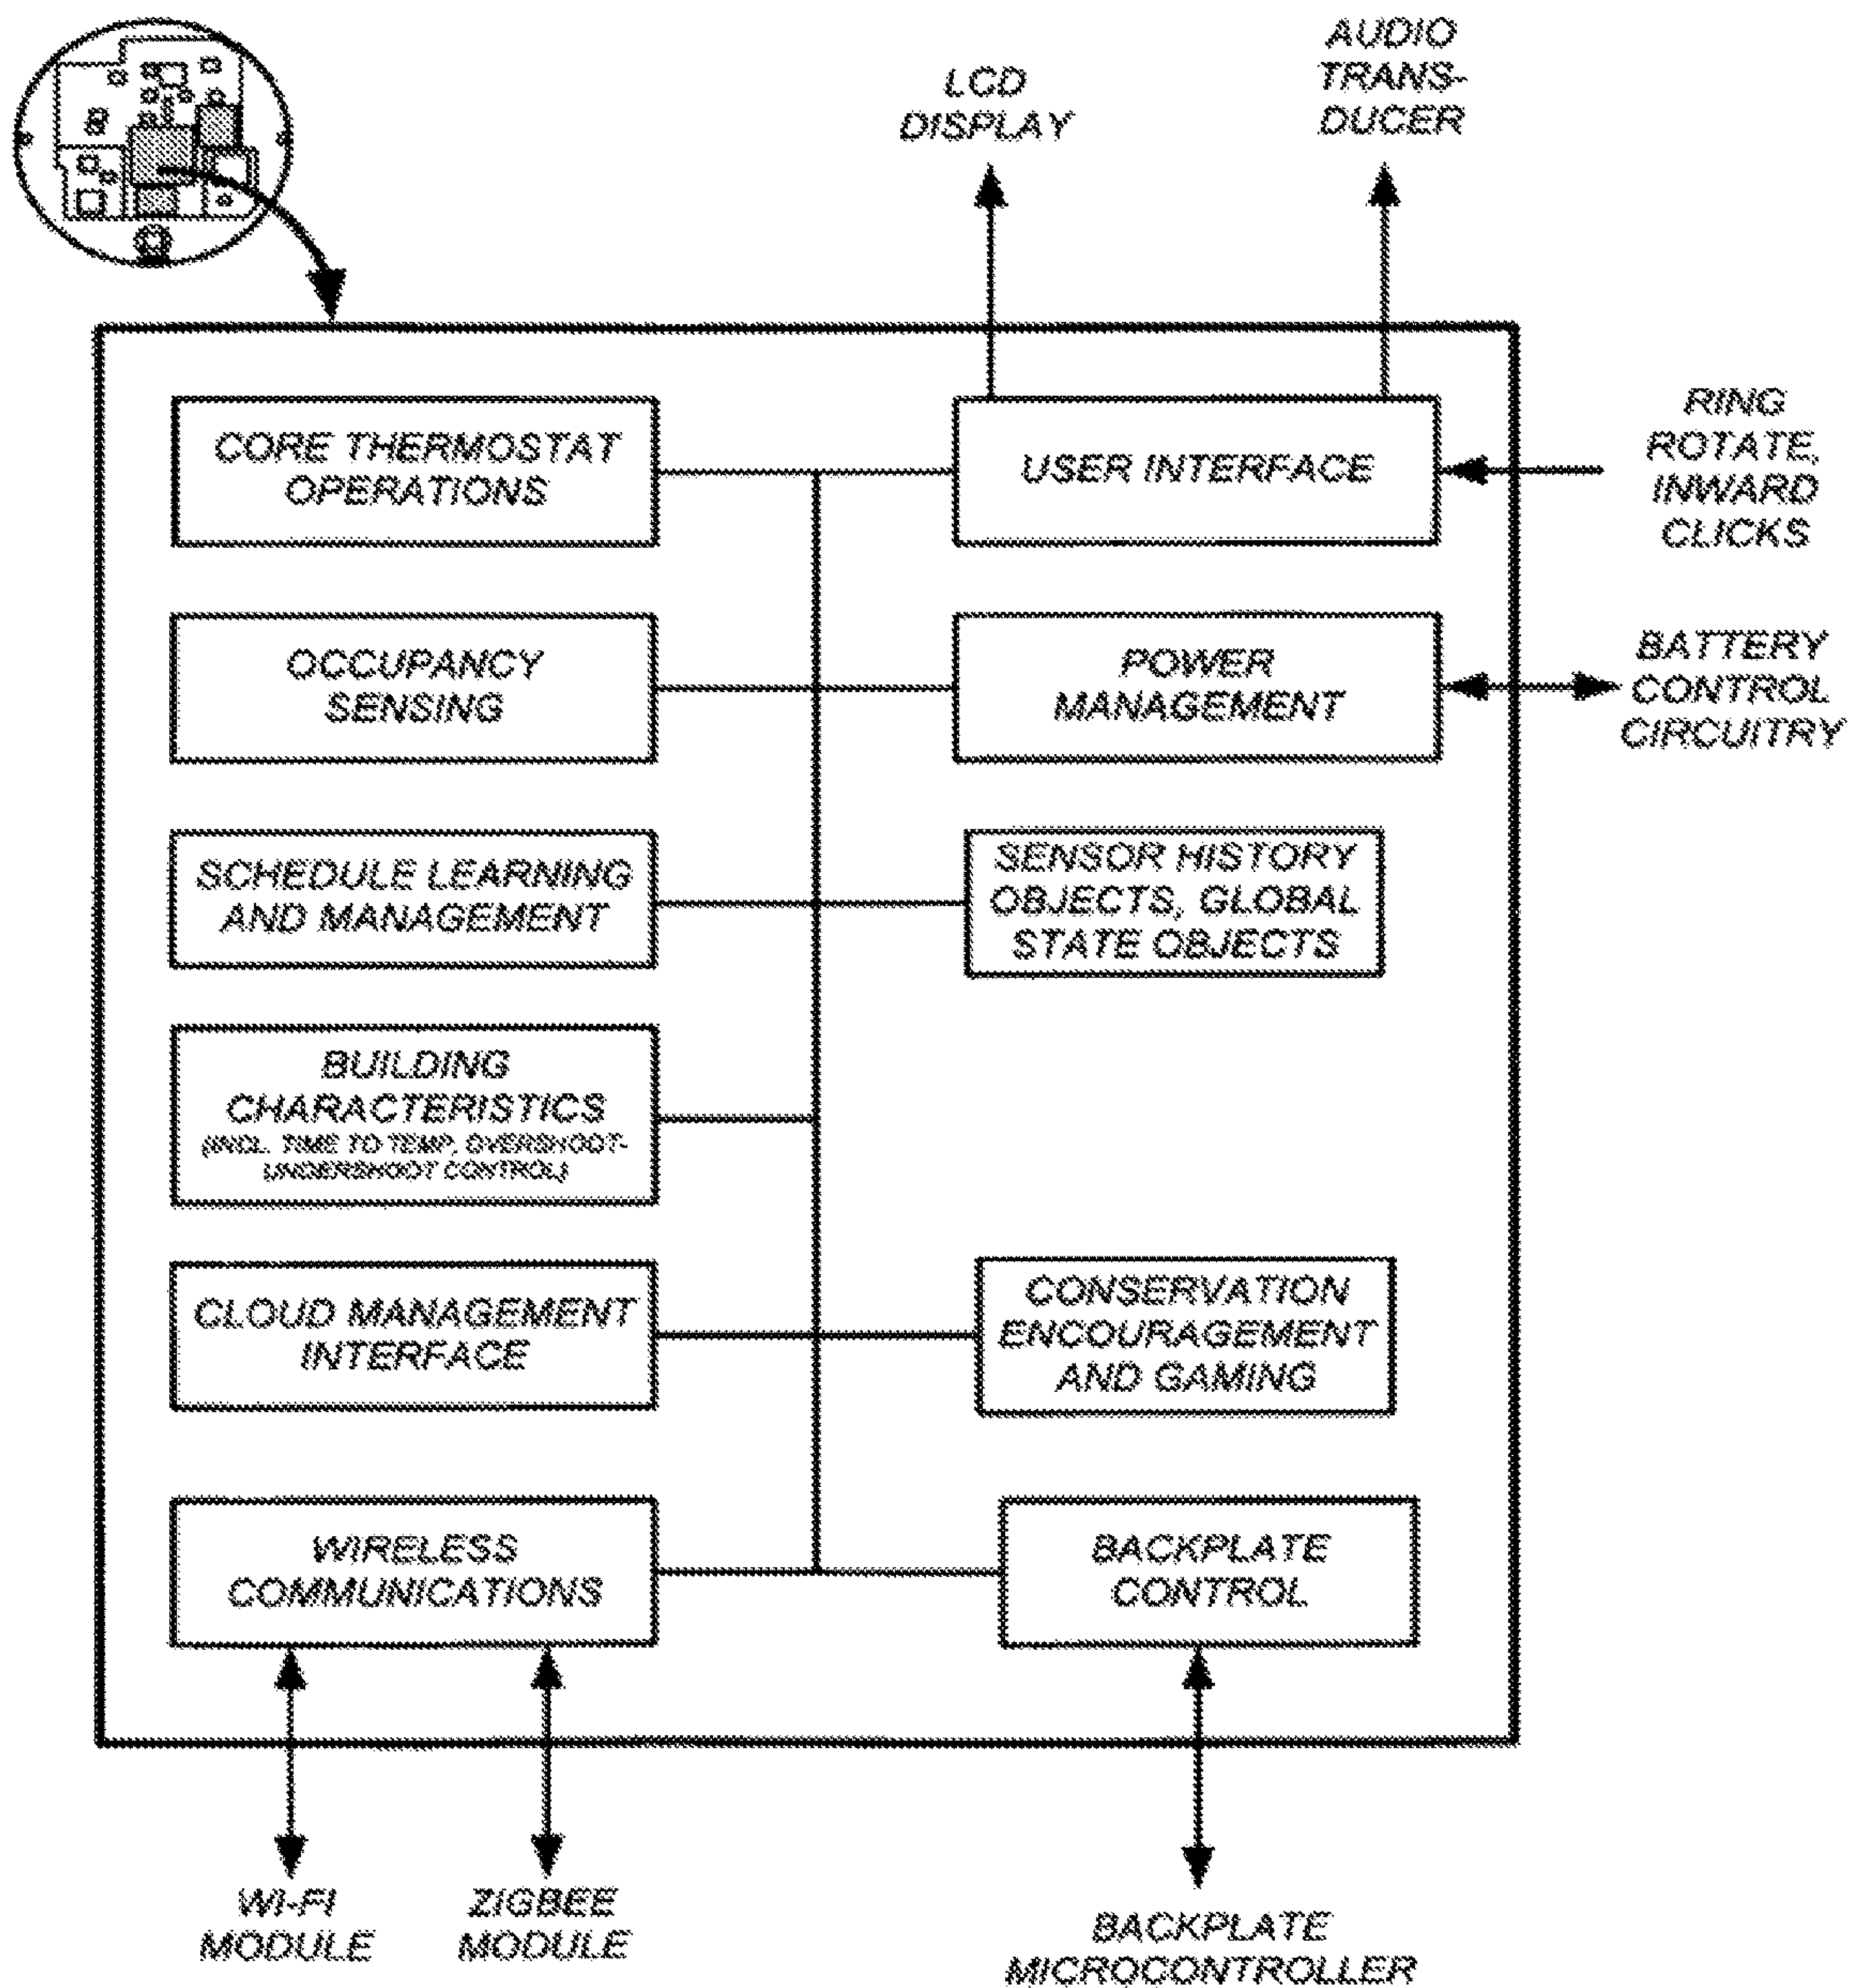 LCD
DISPLAY
AUDIO
TRANS-
DUCER
CORE THERMOSTAT
OPERATIONS
USER INTERFACE
RING
ROTATE,
INWARD
CLICKS
OCCUPANCY
SENSING
POWER
MANAGEMENT
BATTERY
CONTROL
CIRCUITRY
SCHEDULE LEARNING
AND MANAGEMENT
SENSOR HISTORY
OBJECTS, GLOBAL
STATE OBJECTS
BUILDING
CHARACTERISTICS
(INCL. TIME TO TEMP, OVERSHOOT-
UNDERSHOOT CONTROL)
CLOUD MANAGEMENT
INTERFACE
CONSERVATION
ENCOURAGEMENT
AND GAMING
WIRELESS
COMMUNICATIONS
BACKPLATE
CONTROL
WI-FI
MODULE
ZIGBEE
MODULE
BACKPLATE
MICROCONTROLLER